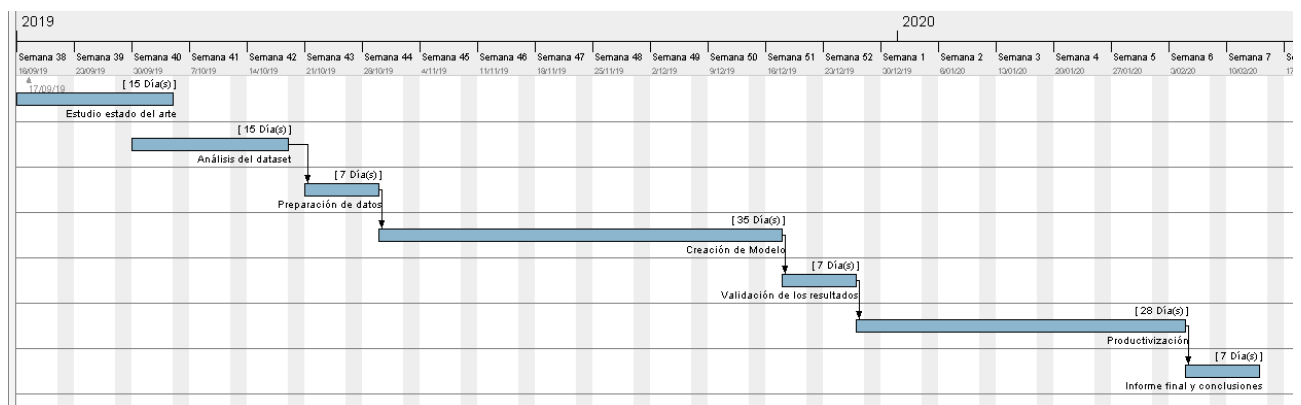 2019
2020
Semana 38 Semana 39 Semana 40 Semana 41 Semana 42 Semana 43 Semana 44 Semana 45 Semana 46 Semana 47 Semana 48 Semana 49 Semana 50 Semana 51 Semana 52 Semana 1 Semana 2 Semana 3 Semana 4 Semana 5 Semana 6 Semana 7 Se
16/09/19 23/09/19 30/09/19 7/10/19 14/10/19 21/10/19 28/10/19 4/11/19 11/11/19 18/11/19 25/11/19 2/12/19 9/12/19 16/12/19 23/12/19 30/12/19 6/01/20 13/01/20 20/01/20 27/01/20 3/02/20 10/02/20 17
17/09/19
[ 15 Día(s) ]
Estudio estado del arte
[ 15 Día(s) ]
Análisis del dataset
[ 7 Día(s) ]
Preparación de datos
[ 35 Día(s) ]
Creación de Modelo
[ 7 Día(s) ]
Validación de los resultados
[ 28 Día(s) ]
Productivización
[ 7 Día(s) ]
Informe final y conclusiones